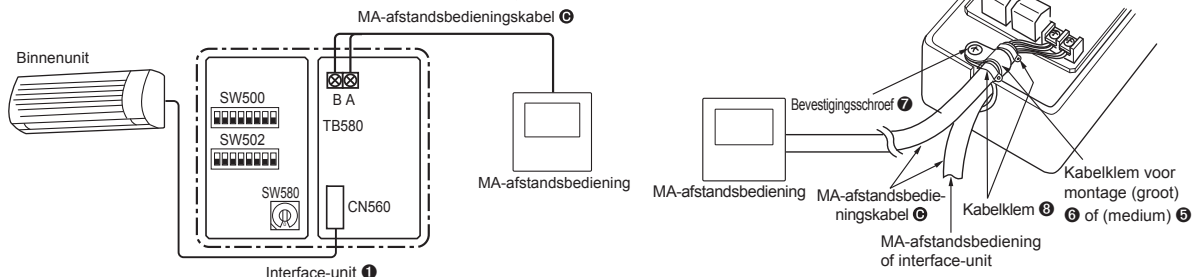 MA-afstandsbedieningskabel C
Binnenunit
B A
TB580
SW500
SW502
SW580
CN560
MA-afstandsbediening
Interface-unit ❶
Bevestigingsschroef ❼
MA-afstandsbediening
MA-afstandsbedie-
ningskabel C
Kabelklem ❽
Kabelklem voor
montage (groot)
❻ of (medium) ❺
MA-afstandsbediening
of interface-unit